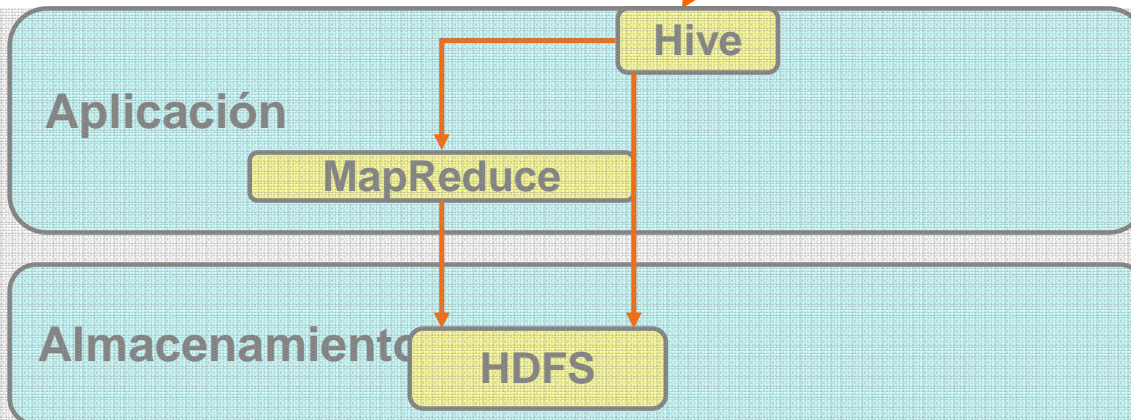 Hive
Aplicación
MapReduce
Almacenamiento
HDFS